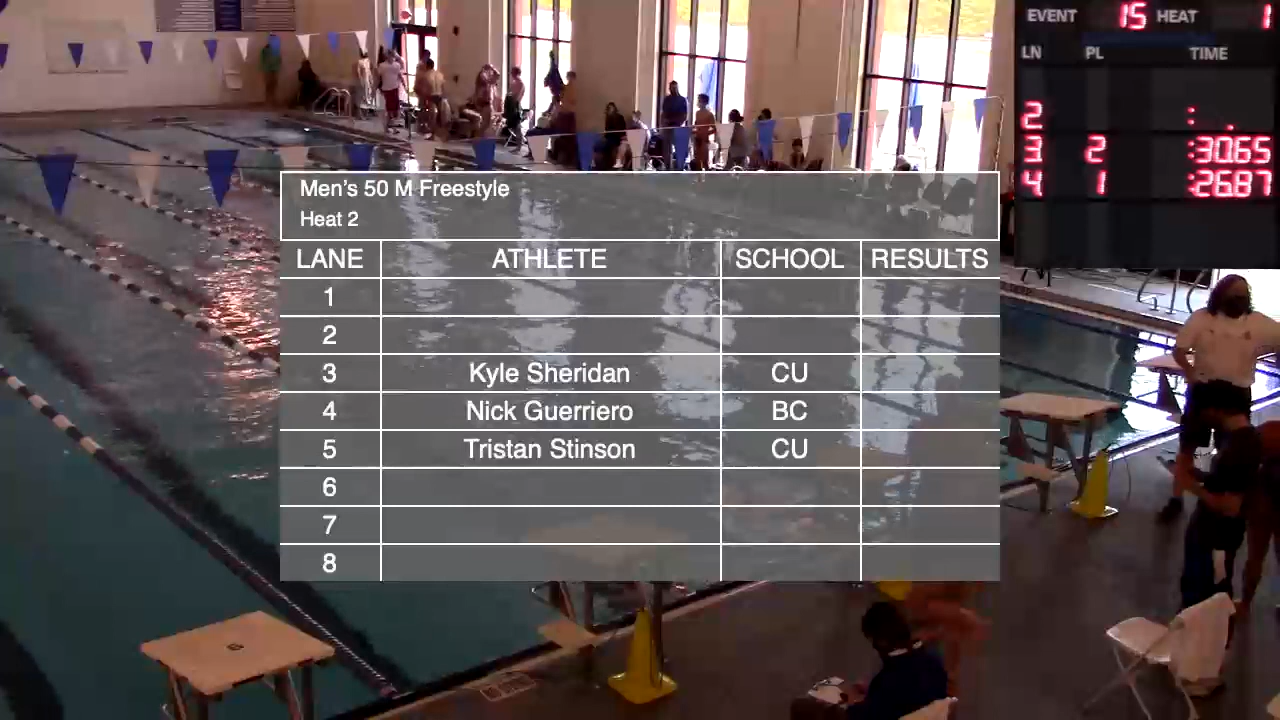 EVENT 15 HEAT 1
LN PL TIME
2 : .
3 2 :30.65
4 1 :26.87
Men's 50 M Freestyle
Heat 2
LANE ATHLETE SCHOOL RESULTS
1
2
3 Kyle Sheridan CU
4 Nick Guerriero BC
5 Tristan Stinson CU
6
7
8